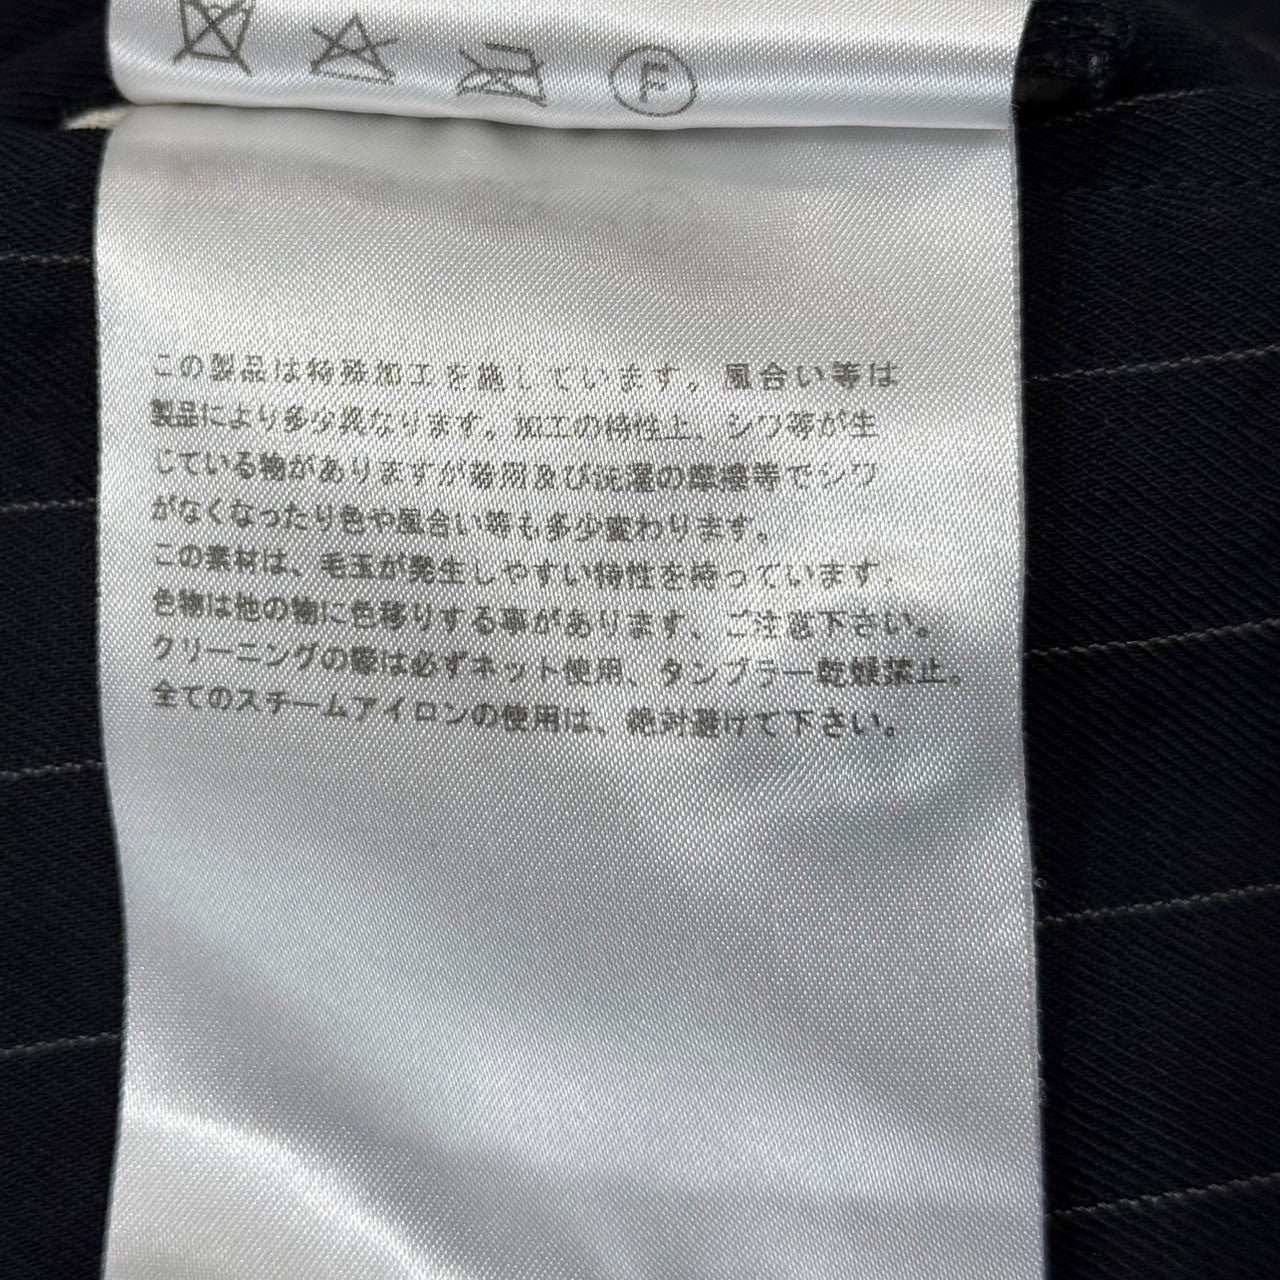 F
この製品は特殊加工を施しています。風合い等は
製品により多少異なります。加工の特性上、シワ等が生
じている物がありますが着用及び洗濯の摩擦等でシワ
がなくなったり色や風合い等も多少変わります。
この素材は、毛玉が発生しやすい特性を持っています.
色物は他の物に色移りする事があります、ご注意下さい。
クリーニングの際は必ずネット使用、タンブラー乾燥禁止。
全てのスチームアイロンの使用は、絶対避けて下さい。